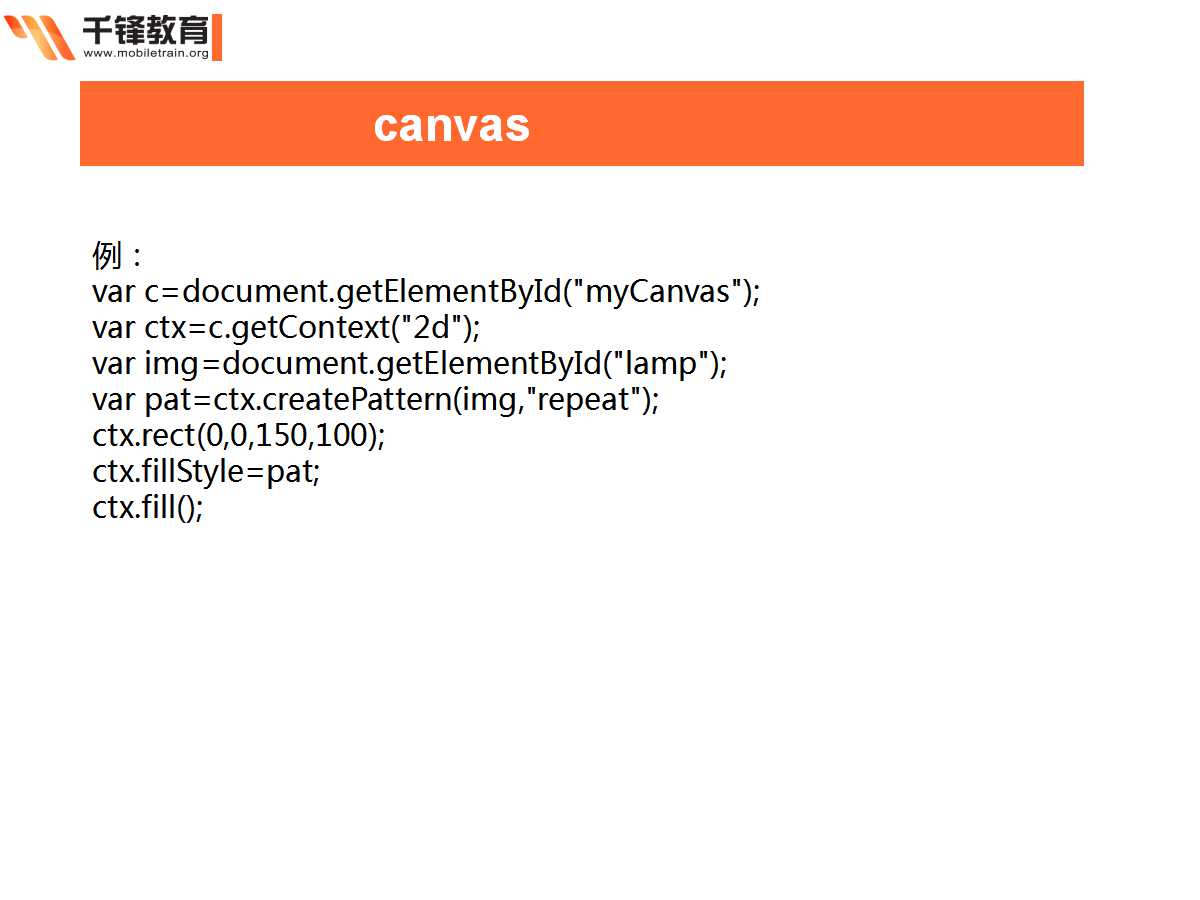 千锋教育
www.mobiletrain.org
canvas
例：
var c=document.getElementById("myCanvas");
var ctx=c.getContext("2d");
var img=document.getElementById("lamp");
var pat=ctx.createPattern(img,"repeat");
ctx.rect(0,0,150,100);
ctx.fillStyle=pat;
ctx.fill();